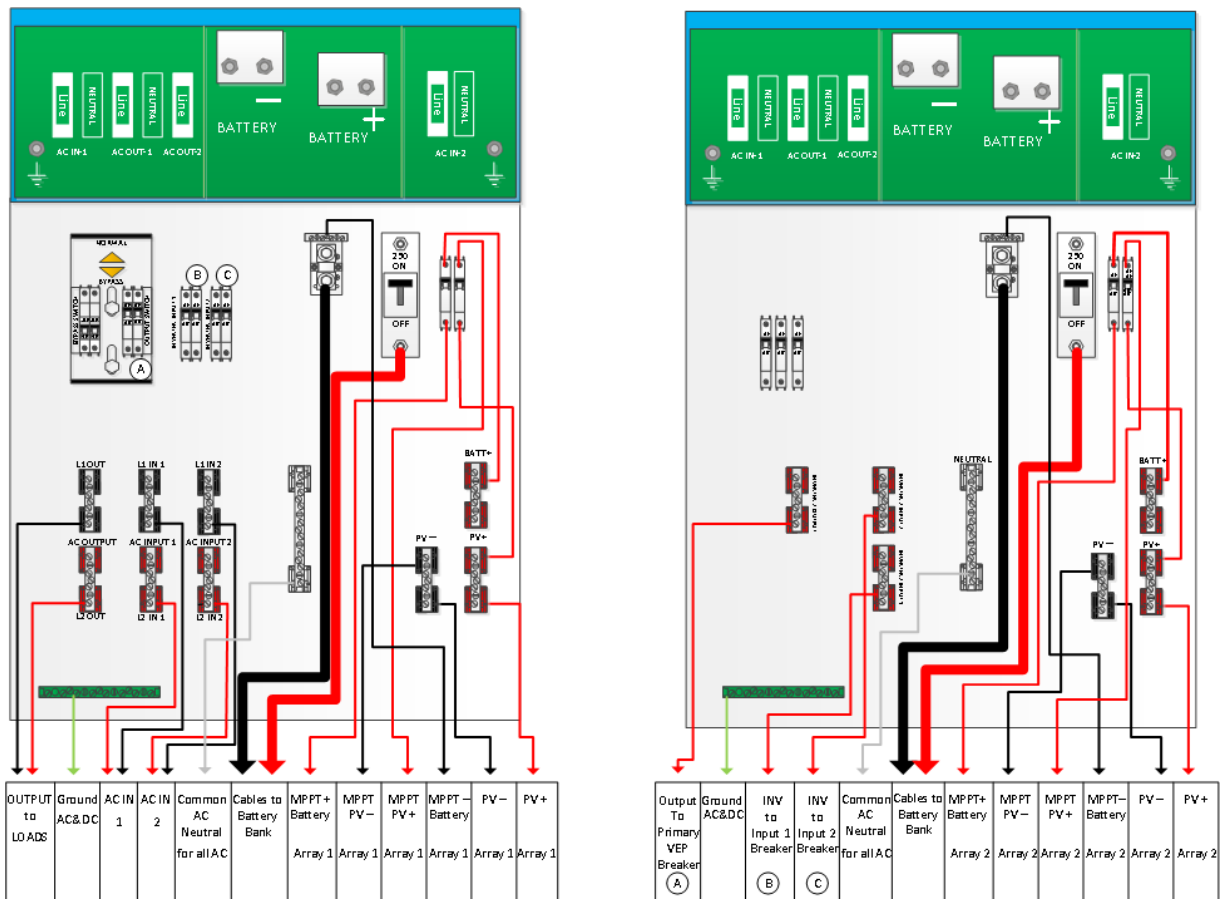 Line
NEUTRAL
Line
NEUTRAL
Line
AC IN-1
AC OUT-1
AC OUT-2
BATTERY
−
BATTERY
+
Line
NEUTRAL
AC IN-2
NORMAL
BYPASS
BYPASS SWITCH
OUTPUT SWITCH
A
B
C
250
ON
OFF
L1 OUT
L1 IN 1
L1 IN 2
AC OUTPUT
AC INPUT 1
AC INPUT 2
L2 OUT
L2 IN 1
L2 IN 2
BATT+
PV−
PV+
OUTPUT
to
LOADS
Ground
AC&DC
AC IN
1
AC IN
2
Common
AC
Neutral
for all AC
Cables to
Battery
Bank
MPPT+
Battery
Array 1
MPPT
PV−
Array 1
MPPT
PV+
Array 1
MPPT−
Battery
Array 1
PV−
Array 1
PV+
Array 1
Line
NEUTRAL
Line
NEUTRAL
Line
AC IN-1
AC OUT-1
AC OUT-2
BATTERY
−
BATTERY
+
Line
NEUTRAL
AC IN-2
250
ON
OFF
NEUTRAL
BATT+
PV−
PV+
Output
To
Primary
VEP
Breaker
A
Ground
AC&DC
INV
to
Input 1
Breaker
B
INV
to
Input 2
Breaker
C
Common
AC
Neutral
for all AC
Cables to
Battery
Bank
MPPT+
Battery
Array 2
MPPT
PV−
Array 2
MPPT
PV+
Array 2
MPPT−
Battery
Array 2
PV−
Array 2
PV+
Array 2